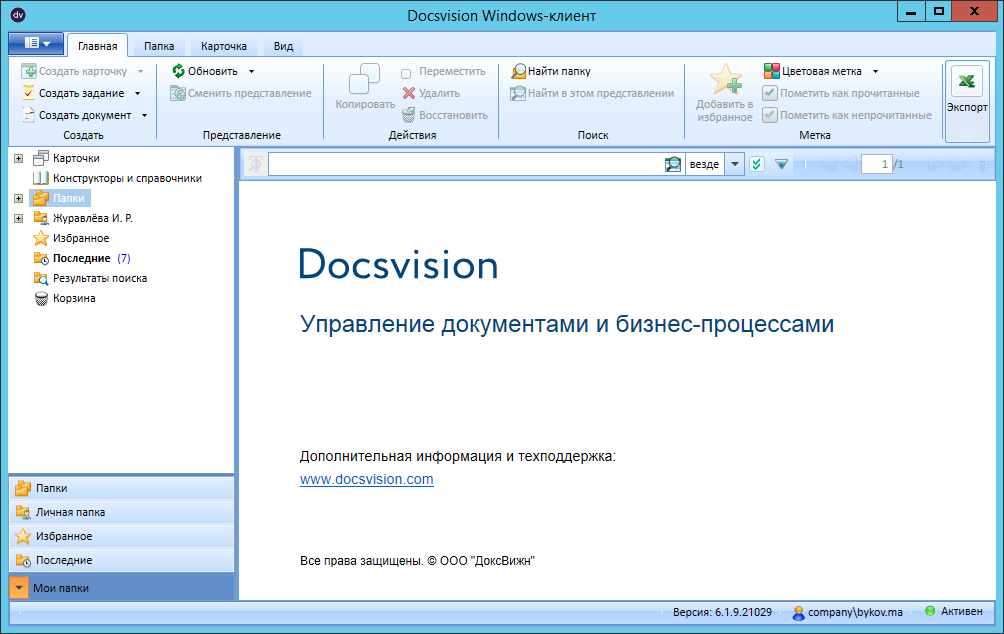 dv
Docsvision Windows-клиент
Главная Папка Карточка Вид
Создать карточку
Создать задание
Создать документ
Создать
Обновить
Сменить представление
Представление
Копировать
Переместить
Удалить
Восстановить
Действия
Найти папку
Найти в этом представлении
Поиск
Добавить в
избранное
Цветовая метка
Пометить как прочитанные
Пометить как непрочитанные
Метка
Экспорт
Карточки
Конструкторы и справочники
Папки
Журавлёва И. Р.
Избранное
Последние (7)
Результаты поиска
Корзина
Папки
Личная папка
Избранное
Последние
Мои папки
везде 1 /1
Docsvision
Управление документами и бизнес-процессами
Дополнительная информация и техподдержка:
www.docsvision.com
Все права защищены. © ООО "ДоксВижн"
Версия: 6.1.9.21029 company\bykov.ma Активен